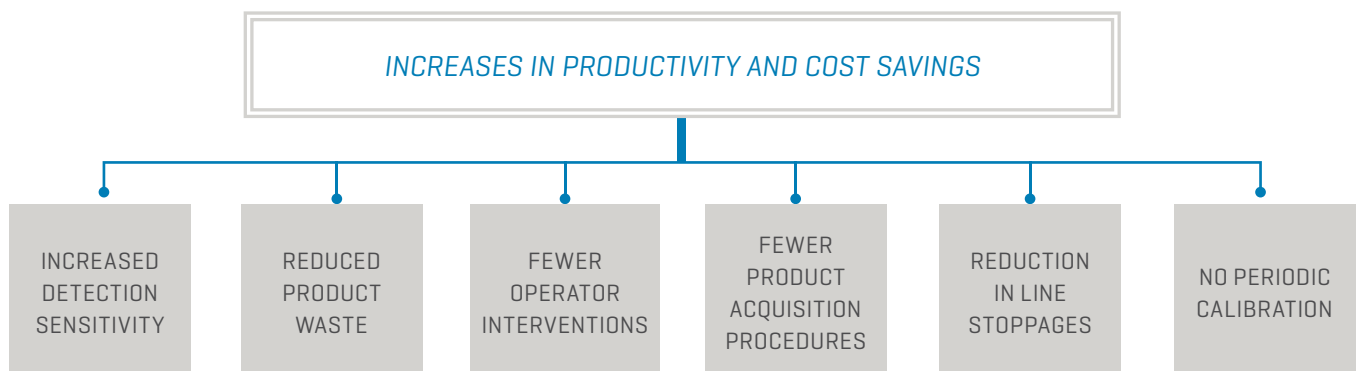 INCREASES IN PRODUCTIVITY AND COST SAVINGS
INCREASED
DETECTION
SENSITIVITY
REDUCED
PRODUCT
WASTE
FEWER
OPERATOR
INTERVENTIONS
FEWER
PRODUCT
ACQUISITION
PROCEDURES
REDUCTION
IN LINE
STOPPAGES
NO PERIODIC
CALIBRATION